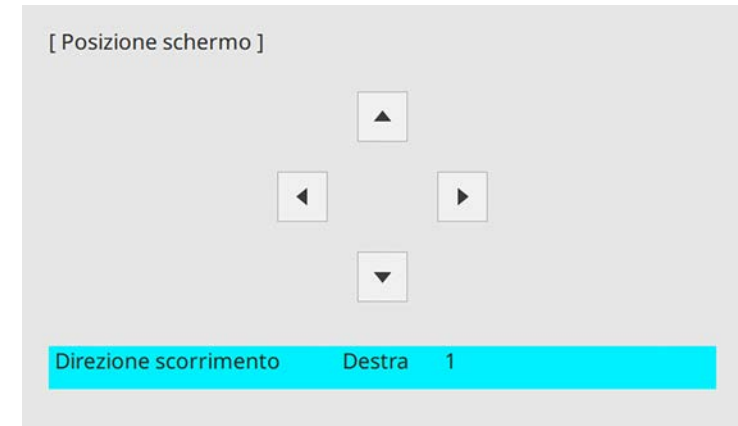 [ Posizione schermo ]
Direzione scorrimento Destra 1